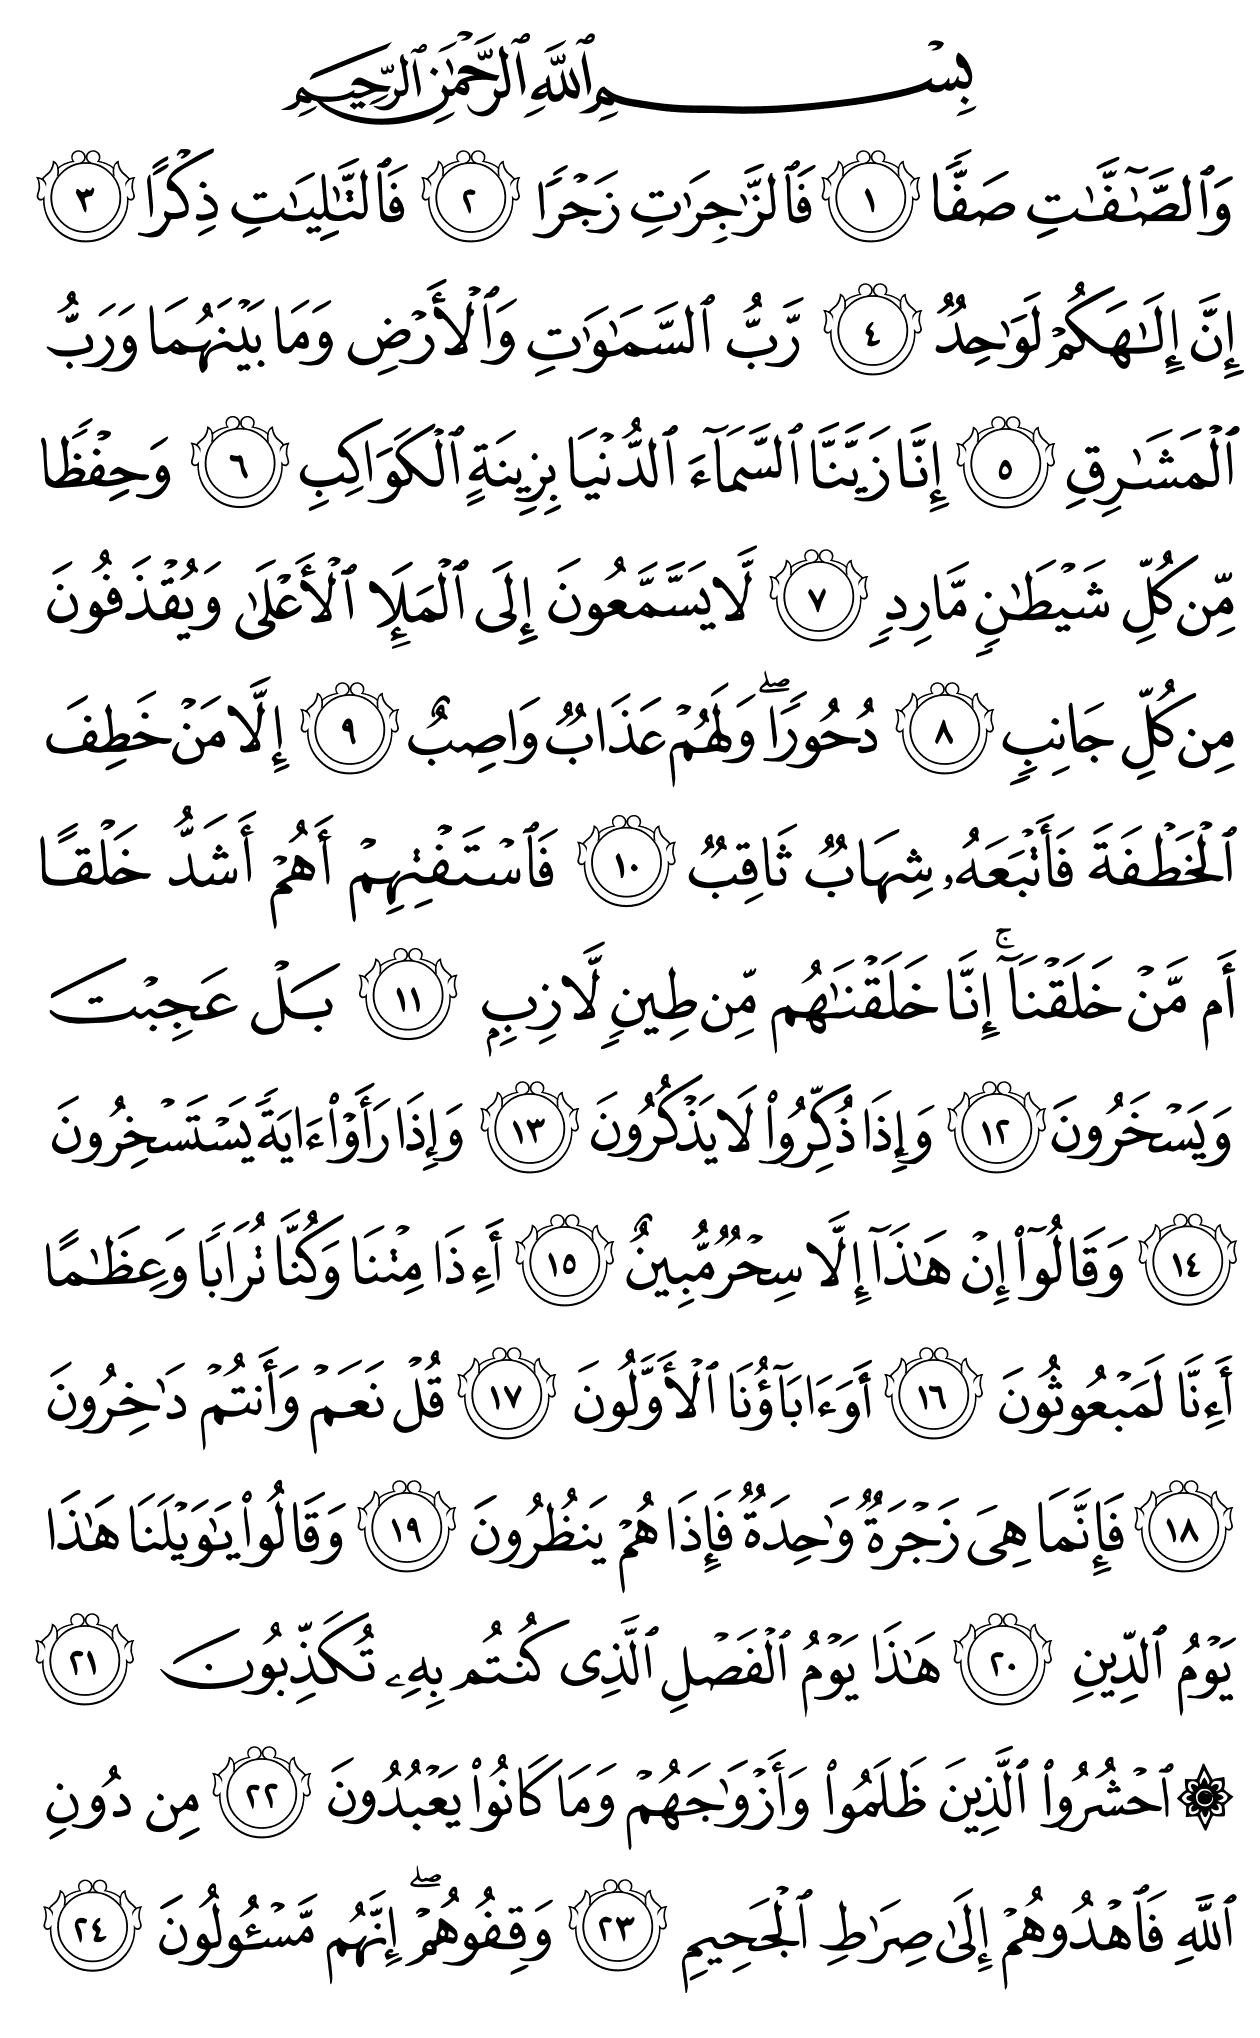 بِسْمِ ٱللَّهِ ٱلرَّحْمَٰنِ ٱلرَّحِيمِ
وَٱلصَّٰٓفَّٰتِ صَفًّا ١ فَٱلزَّٰجِرَٰتِ زَجْرًا ٢ فَٱلتَّٰلِيَٰتِ ذِكْرًا ٣
إِنَّ إِلَٰهَكُمْ لَوَٰحِدٌ ٤ رَّبُّ ٱلسَّمَٰوَٰتِ وَٱلْأَرْضِ وَمَا بَيْنَهُمَا وَرَبُّ
ٱلْمَشَٰرِقِ ٥ إِنَّا زَيَّنَّا ٱلسَّمَآءَ ٱلدُّنْيَا بِزِينَةٍ ٱلْكَوَاكِبِ ٦ وَحِفْظًا
مِّن كُلِّ شَيْطَٰنٍ مَّارِدٍ ٧ لَّا يَسَّمَّعُونَ إِلَى ٱلْمَلَإِ ٱلْأَعْلَىٰ وَيُقْذَفُونَ
مِن كُلِّ جَانِبٍ ٨ دُحُورًا ۖ وَلَهُمْ عَذَابٌ وَاصِبٌ ٩ إِلَّا مَنْ خَطِفَ
ٱلْخَطْفَةَ فَأَتْبَعَهُۥ شِهَابٌ ثَاقِبٌ ١٠ فَٱسْتَفْتِهِمْ أَهُمْ أَشَدُّ خَلْقًا
أَم مَّنْ خَلَقْنَآ ۚ إِنَّا خَلَقْنَٰهُم مِّن طِينٍ لَّازِبٍۭ ١١ بَلْ عَجِبْتَ
وَيَسْخَرُونَ ١٢ وَإِذَا ذُكِّرُوا۟ لَا يَذْكُرُونَ ١٣ وَإِذَا رَأَوْا۟ ءَايَةً يَسْتَسْخِرُونَ
١٤ وَقَالُوٓا۟ إِنْ هَٰذَآ إِلَّا سِحْرٌ مُّبِينٌ ١٥ أَءِذَا مِتْنَا وَكُنَّا تُرَابًا وَعِظَٰمًا
أَءِنَّا لَمَبْعُوثُونَ ١٦ أَوَءَابَآؤُنَا ٱلْأَوَّلُونَ ١٧ قُلْ نَعَمْ وَأَنتُمْ دَٰخِرُونَ
١٨ فَإِنَّمَا هِىَ زَجْرَةٌ وَٰحِدَةٌ فَإِذَا هُمْ يَنظُرُونَ ١٩ وَقَالُوا۟ يَٰوَيْلَنَا هَٰذَا
يَوْمُ ٱلدِّينِ ٢٠ هَٰذَا يَوْمُ ٱلْفَصْلِ ٱلَّذِى كُنتُم بِهِۦ تُكَذِّبُونَ ٢١
۞ ٱحْشُرُوا۟ ٱلَّذِينَ ظَلَمُوا۟ وَأَزْوَٰجَهُمْ وَمَا كَانُوا۟ يَعْبُدُونَ ٢٢ مِن دُونِ
ٱللَّهِ فَٱهْدُوهُمْ إِلَىٰ صِرَٰطِ ٱلْجَحِيمِ ٢٣ وَقِفُوهُمْ ۖ إِنَّهُم مَّسْـُٔولُونَ ٢٤